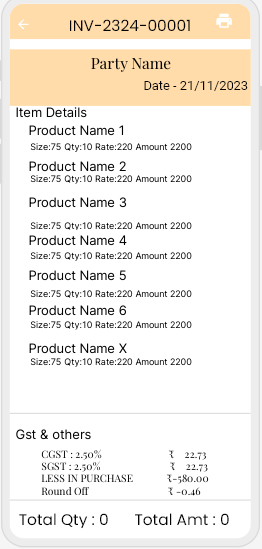 INV-2324-00001
Party Name
Date - 21/11/2023
Item Details
Product Name 1
Size:75 Qty:10 Rate:220 Amount 2200
Product Name 2
Size:75 Qty:10 Rate:220 Amount 2200
Product Name 3
Size:75 Qty:10 Rate:220 Amount 2200
Product Name 4
Size:75 Qty:10 Rate:220 Amount 2200
Product Name 5
Size:75 Qty:10 Rate:220 Amount 2200
Product Name 6
Size:75 Qty:10 Rate:220 Amount 2200
Product Name X
Size:75 Qty:10 Rate:220 Amount 2200
Gst & others
CGST : 2.50% ₹ 22.73
SGST : 2.50% ₹ 22.73
LESS IN PURCHASE ₹-580.00
Round Off ₹ -0.46
Total Qty : 0 Total Amt : 0